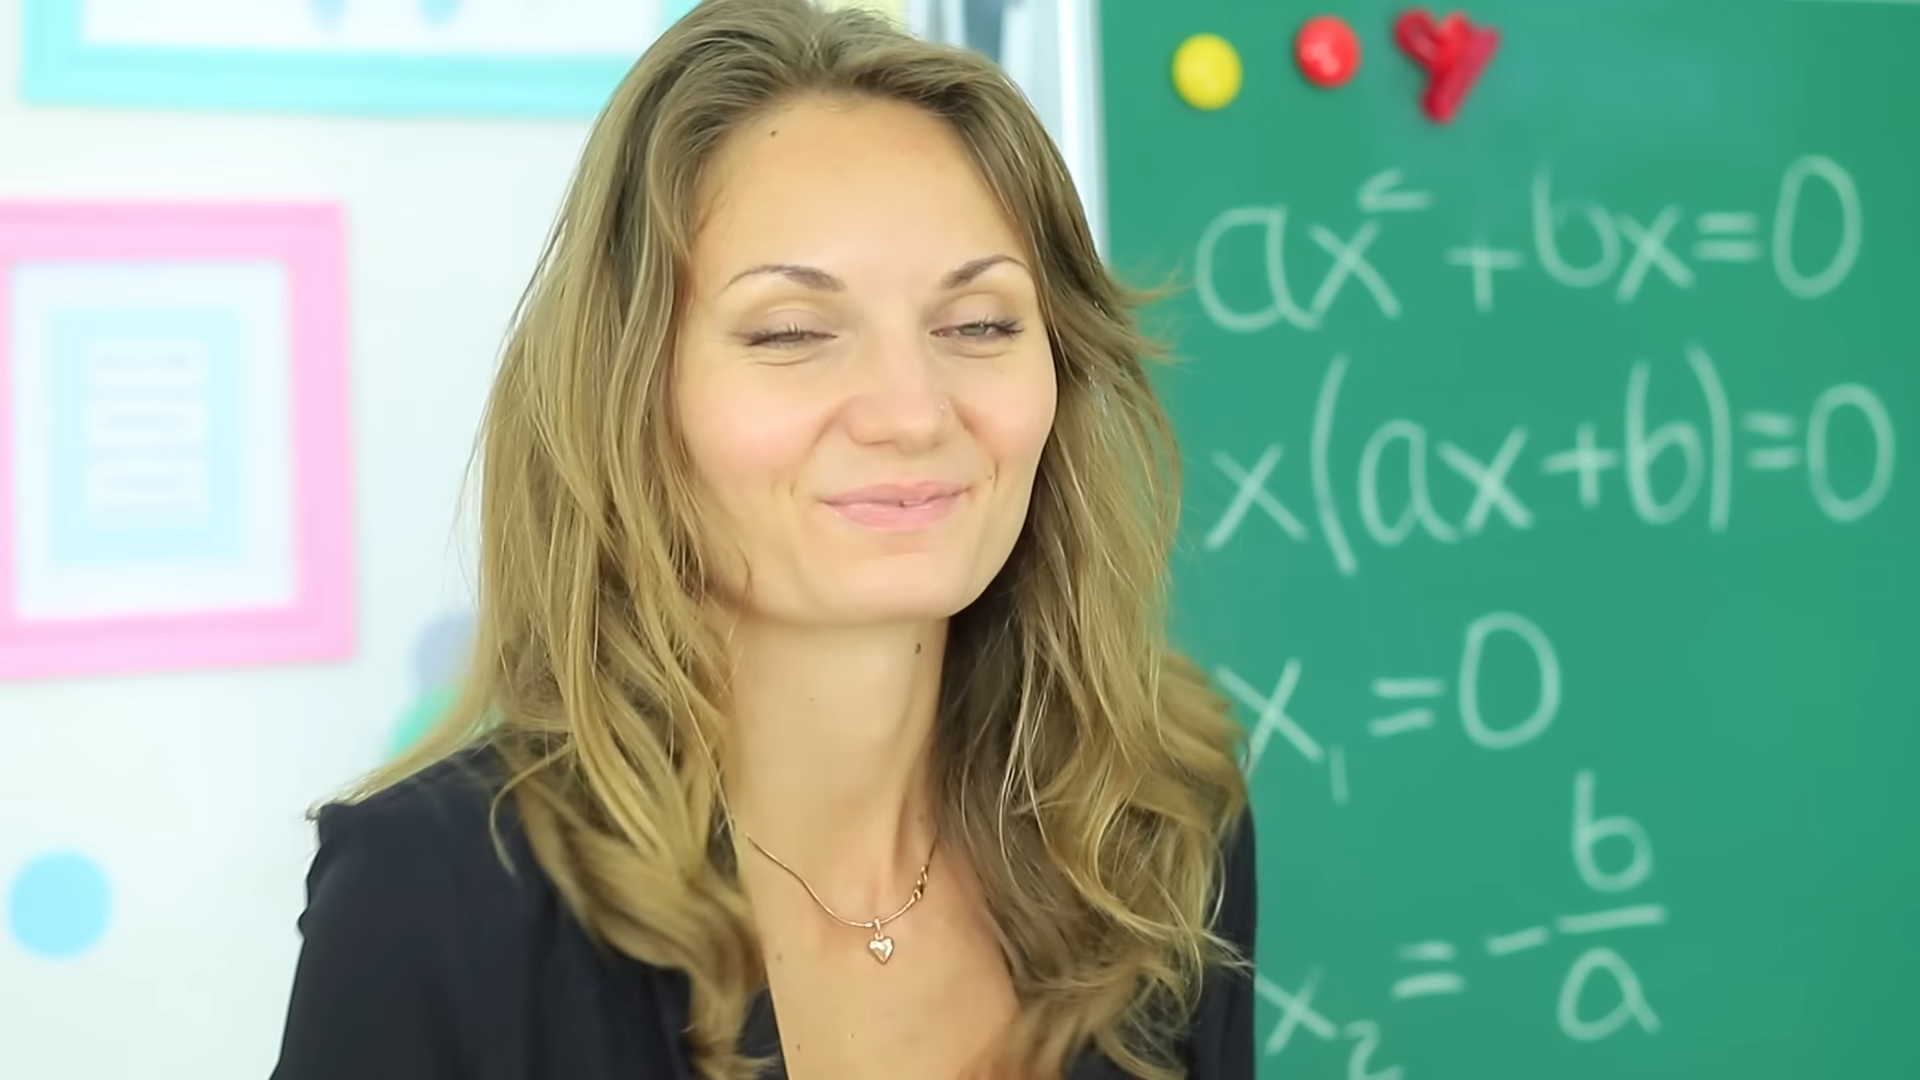 ax² + bx = 0
x(ax+b) = 0
x₁ = 0
x₂ = -b/a